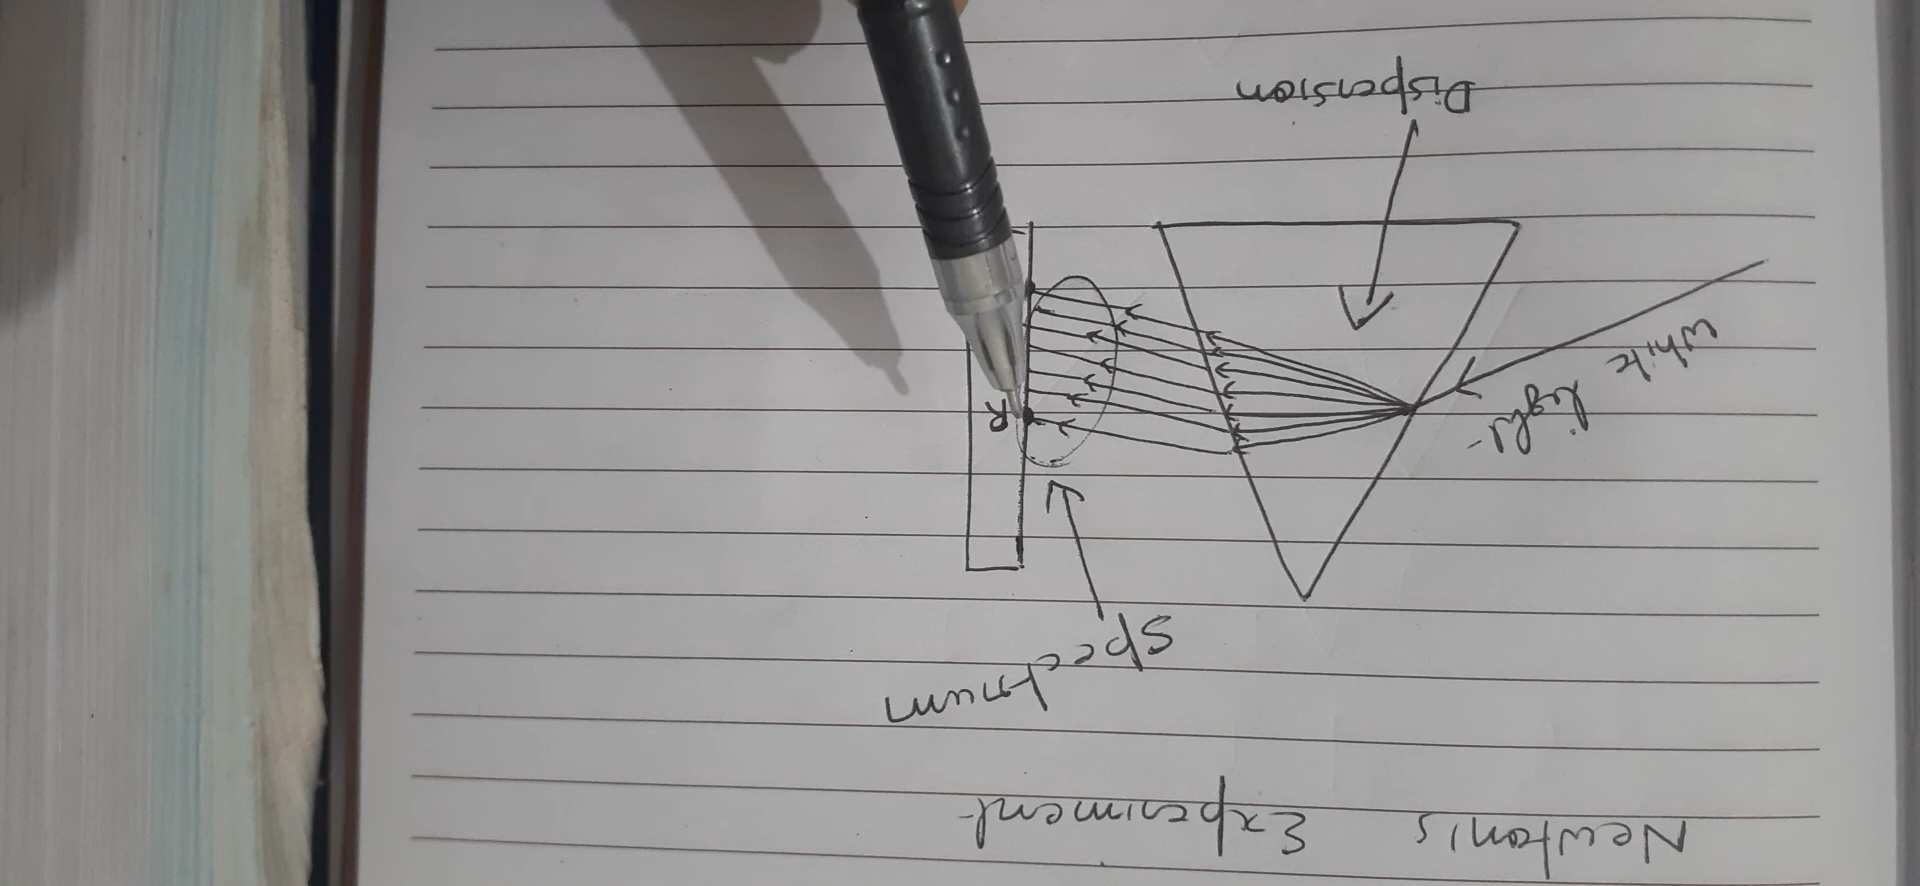 Newton's Experiment
Spectrum
R
White light
Dispersion